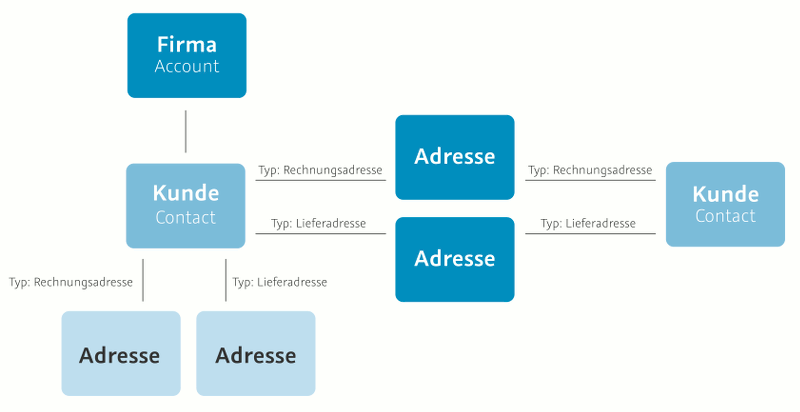 Firma
Account
Adresse
Typ: Rechnungsadresse
Typ: Rechnungsadresse
Kunde
Contact
Kunde
Contact
Typ: Lieferadresse
Typ: Lieferadresse
Adresse
Typ: Rechnungsadresse
Typ: Lieferadresse
Adresse
Adresse